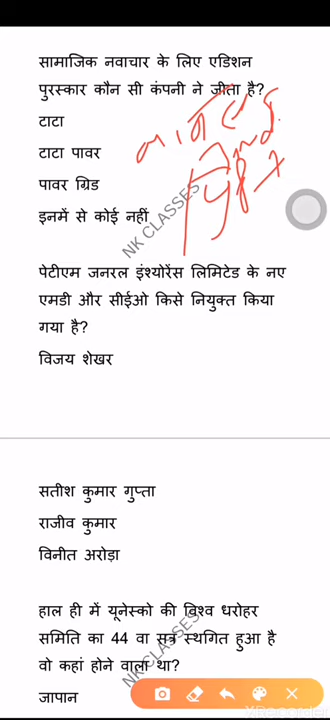 सामाजिक नवाचार के लिए एडिशन
पुरस्कार कौन सी कंपनी ने जीता है?
टाटा
टाटा पावर
पावर ग्रिड
इनमें से कोई नहीं
NK CLASSES
पेटीएम जनरल इंश्योरेंस लिमिटेड के नए
एमडी और सीईओ किसे नियुक्त किया
गया है?
विजय शेखर
सतीश कुमार गुप्ता
राजीव कुमार
विनीत अरोड़ा
हाल ही में यूनेस्को की विश्व धरोहर
समिति का 44 वा सत्र स्थगित हुआ है
वो कहां होने वाला था?
NK CLASSES
जापान
XRecorder